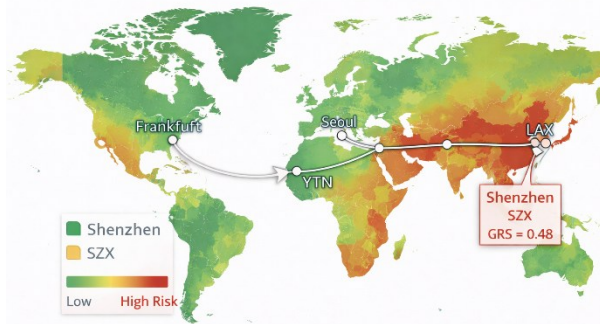 Frankfuft
Seoul
LAX
YTN
Shenzhen
SZX
GRS = 0.48
Shenzhen
SZX
Low High Risk